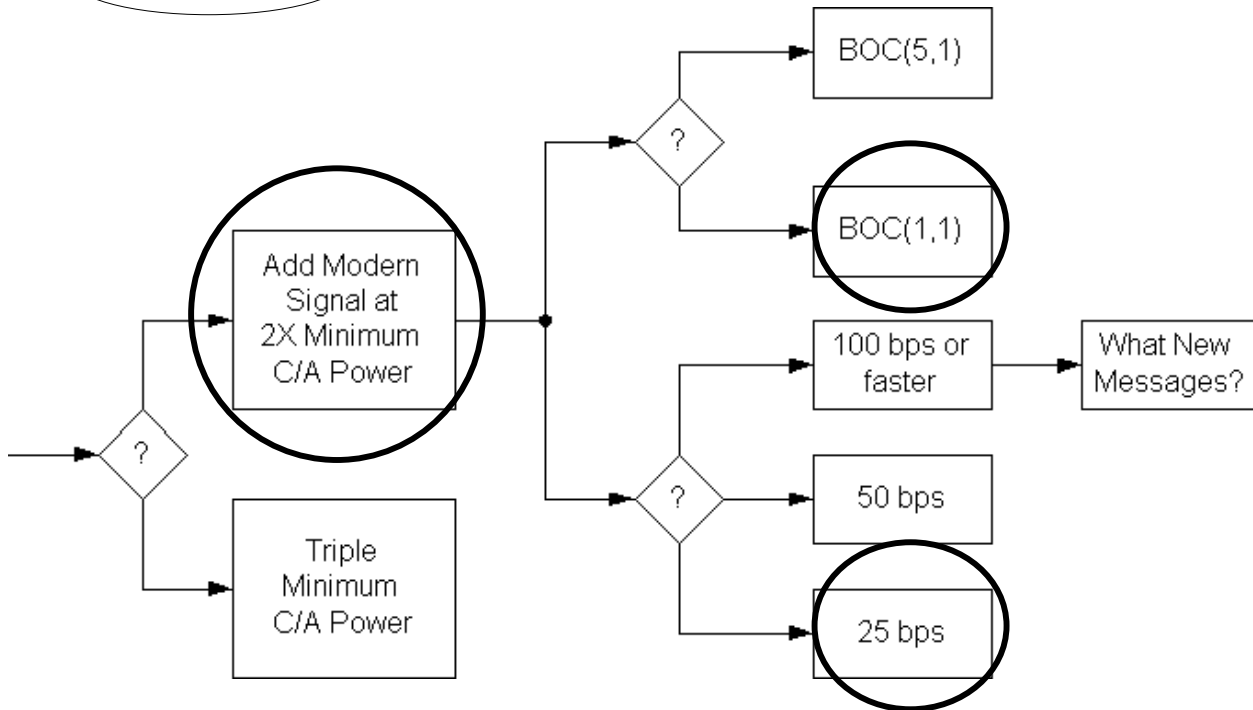 BOC(5,1)
?
BOC(1,1)
Add Modern
Signal at
2X Minimum
C/A Power
100 bps or
faster
What New
Messages?
?
?
50 bps
Triple
Minimum
C/A Power
25 bps